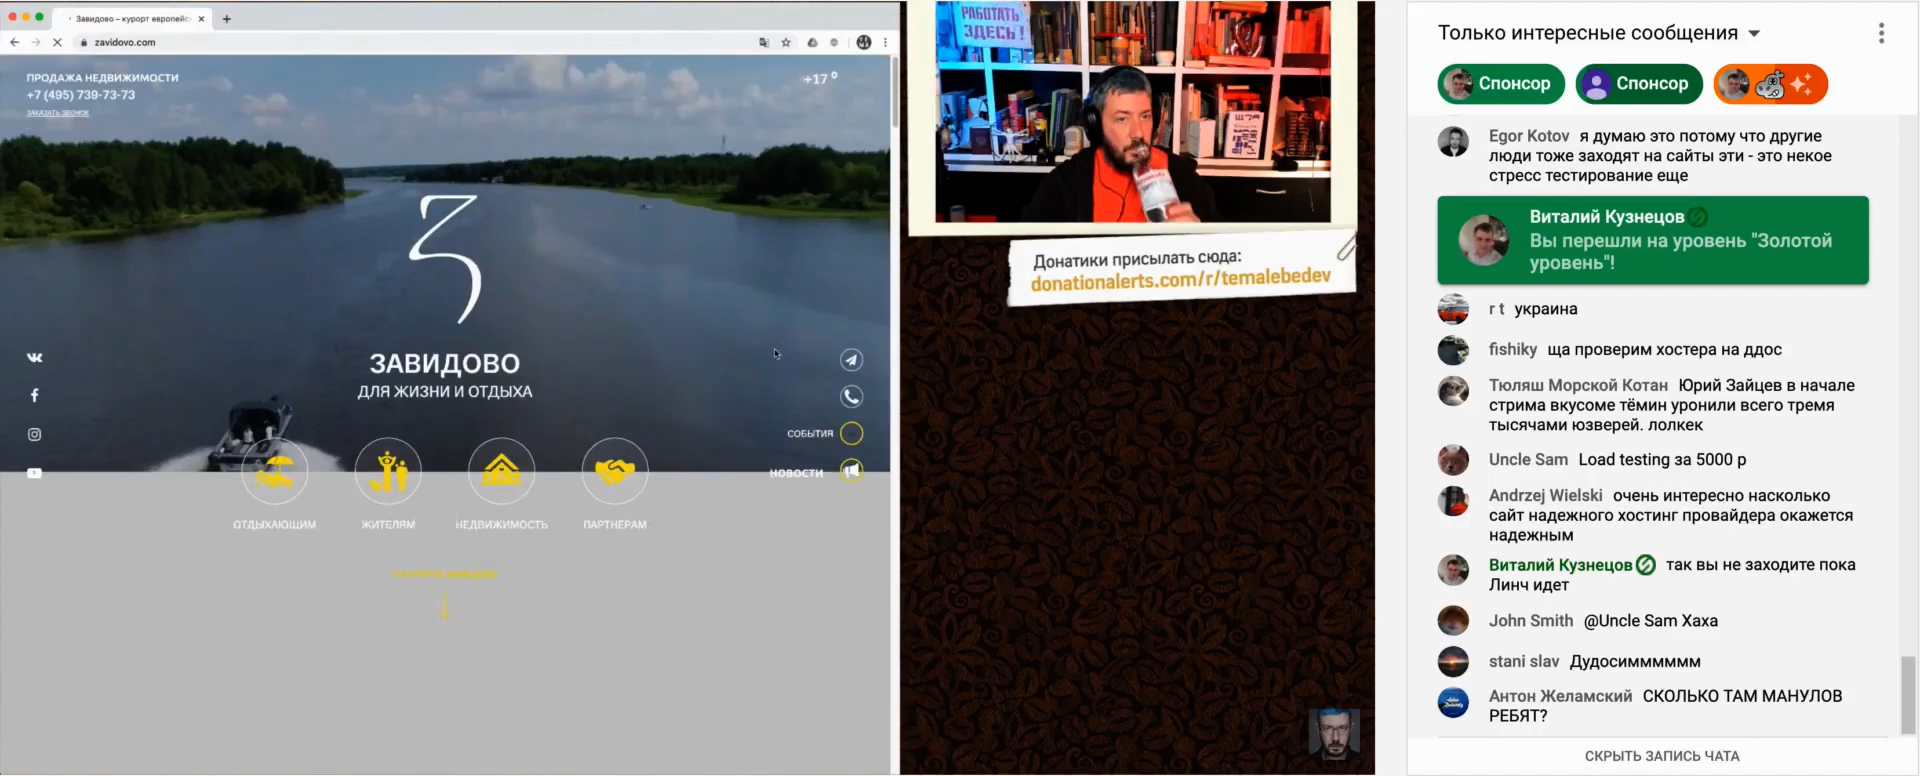 Завидово – курорт европейс
zavidovo.com
ПРОДАЖА НЕДВИЖИМОСТИ
+7 (495) 739-73-73
ЗАКАЗАТЬ ЗВОНОК
+17 °
ЗАВИДОВО
ДЛЯ ЖИЗНИ И ОТДЫХА
СОБЫТИЯ
НОВОСТИ
ОТДЫХАЮЩИМ
ЖИТЕЛЯМ
НЕДВИЖИМОСТЬ
ПАРТНЕРАМ
РАБОТАТЬ
ЗДЕСЬ!
Донатики присылать сюда:
donationalerts.com/r/temalebedev
Только интересные сообщения
Спонсор
Спонсор
Egor Kotov я думаю это потому что другие
люди тоже заходят на сайты эти - это некое
стресс тестирование еще
Виталий Кузнецов
Вы перешли на уровень "Золотой
уровень"!
r t украина
fishiky ща проверим хостера на ддос
Тюляш Морской Котан Юрий Зайцев в начале
стрима вкусоме тёмин уронили всего тремя
тысячами юзверей. лолкек
Uncle Sam Load testing за 5000 р
Andrzej Wielski очень интересно насколько
сайт надежного хостинг провайдера окажется
надежным
Виталий Кузнецов так вы не заходите пока
Линч идет
John Smith @Uncle Sam Хаха
stani slav Дудосимммммм
Антон Желамский СКОЛЬКО ТАМ МАНУЛОВ
РЕБЯТ?
СКРЫТЬ ЗАПИСЬ ЧАТА